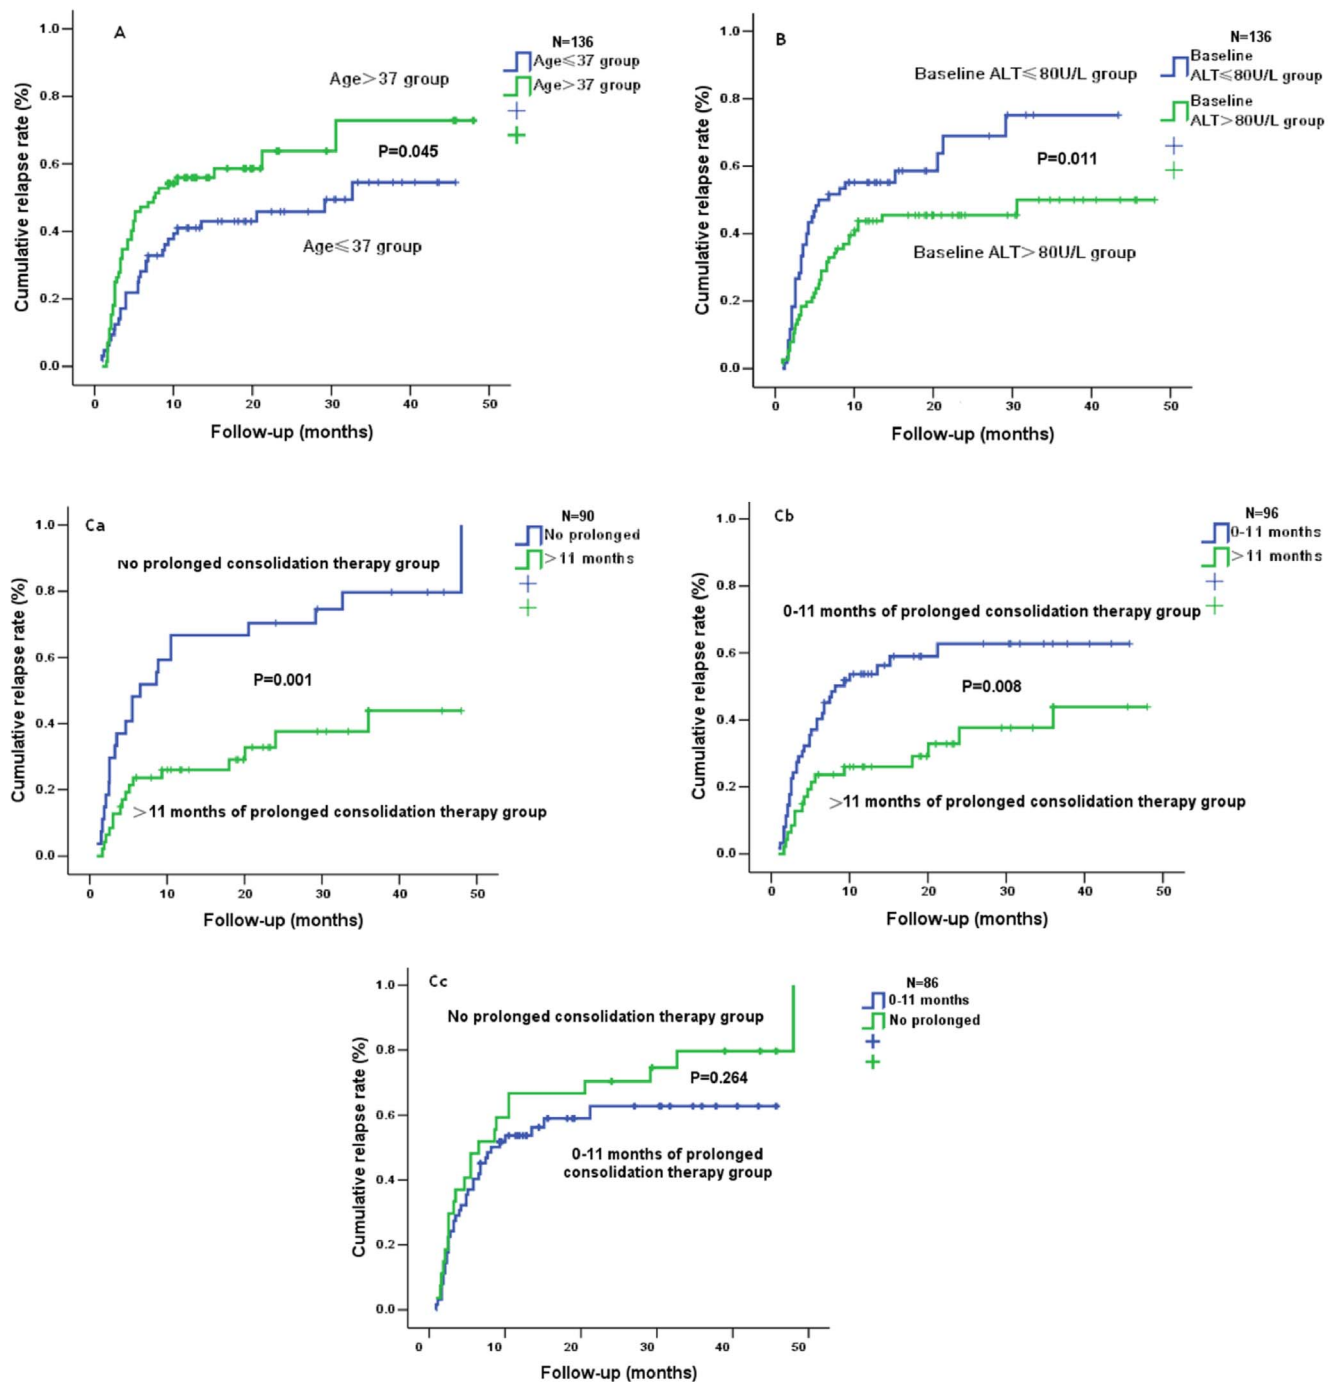 A
N=136
Age≤37 group
Age>37 group
Age>37 group
P=0.045
Age≤37 group
Cumulative relapse rate (%)
1.0
0.8
0.6
0.4
0.2
0.0
0 10 20 30 40 50
Follow-up (months)
B
N=136
Baseline
ALT≤80U/L group
Baseline
ALT>80U/L group
Baseline ALT≤80U/L group
P=0.011
Baseline ALT>80U/L group
Cumulative relapse rate (%)
1.0
0.8
0.6
0.4
0.2
0.0
0 10 20 30 40 50
Follow-up (months)
Ca
N=90
No prolonged
>11 months
No prolonged consolidation therapy group
P=0.001
>11 months of prolonged consolidation therapy group
Cumulative relapse rate (%)
1.0
0.8
0.6
0.4
0.2
0.0
0 10 20 30 40 50
Follow-up (months)
Cb
N=96
0-11 months
>11 months
0-11 months of prolonged consolidation therapy group
P=0.008
>11 months of prolonged consolidation therapy group
Cumulative relapse rate (%)
1.0
0.8
0.6
0.4
0.2
0.0
0 10 20 30 40 50
Follow-up (months)
Cc
N=86
0-11 months
No prolonged
No prolonged consolidation therapy group
P=0.264
0-11 months of prolonged
consolidation therapy group
Cumulative relapse rate (%)
1.0
0.8
0.6
0.4
0.2
0.0
0 10 20 30 40 50
Follow-up (months)